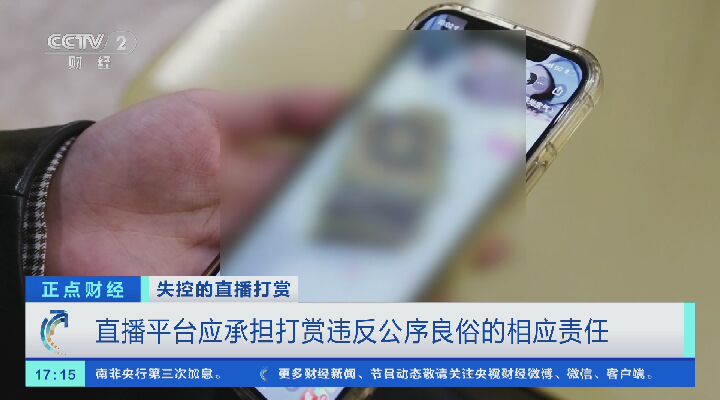 CCTV 2
财经
正点财经 失控的直播打赏
直播平台应承担打赏违反公序良俗的相应责任
17:15 南非央行第三次加息。 更多财经新闻、节目动态敬请关注央视财经微博、微信、客户端。